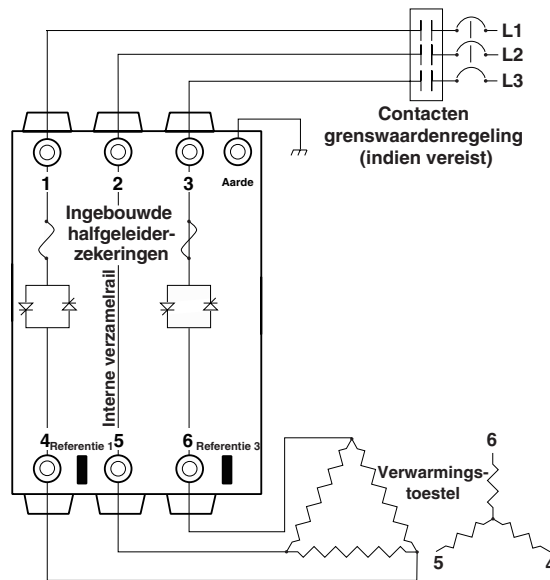 L1
L2
L3
Contacten
grenswaardenregeling
(indien vereist)
1
2
3
Aarde
Ingebouwde
halfgeleider-
zekeringen
Interne verzamelrail
4
Referentie 1
5
6
Referentie 3
Verwarmings-
toestel
6
5
4